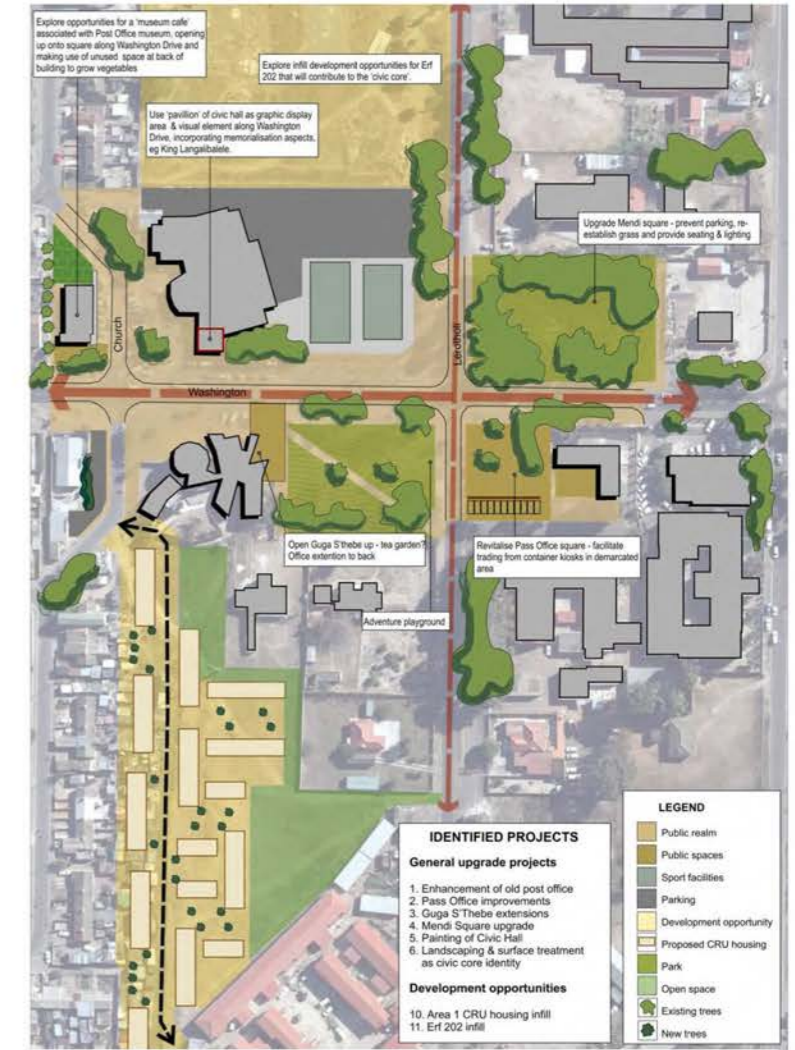 Explore opportunities for a 'museum cafe'
associated with Post Office museum, opening
up onto square along Washington Drive and
making use of unused space at back of
building to grow vegetables
Explore infill development opportunities for Erf
202 that will contribute to the 'civic core'.
Use 'pavillion' of civic hall as graphic display
area & visual element along Washington
Drive, incorporating memorialisation aspects,
eg King Langalibalele.
Upgrade Mendi square - prevent parking, re-
establish grass and provide seating & lighting
Church
Lerotholi
Washington
Open Guga S'thebe up - tea garden?
Office extention to back
Revitalise Pass Office square - facilitate
trading from container kiosks in demarcated
area
Adventure playground
IDENTIFIED PROJECTS
General upgrade projects
1. Enhancement of old post office
2. Pass Office improvements
3. Guga S'Thebe extensions
4. Mendi Square upgrade
5. Painting of Civic Hall
6. Landscaping & surface treatment
as civic core identity
Development opportunities
10. Area 1 CRU housing infill
11. Erf 202 infill
LEGEND
Public realm
Public spaces
Sport facilities
Parking
Development opportunity
Proposed CRU housing
Park
Open space
Existing trees
New trees